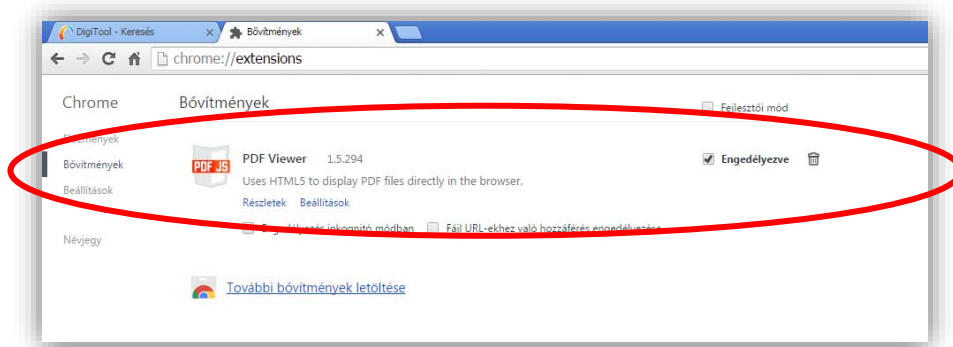 DigiTool - Keresés
Bővítmények
chrome://extensions
Chrome
Bővítmények
Fejlesztői mód
Előzmények
Bővítmények
Beállítások
Névjegy
PDF JS
PDF Viewer 1.5.294
Engedélyezve
Uses HTML5 to display PDF files directly in the browser.
Részletek Beállítások
Engedélyezés inkognitó módban Fájl URL-ekhez való hozzáférés engedélyezése
További bővítmények letöltése